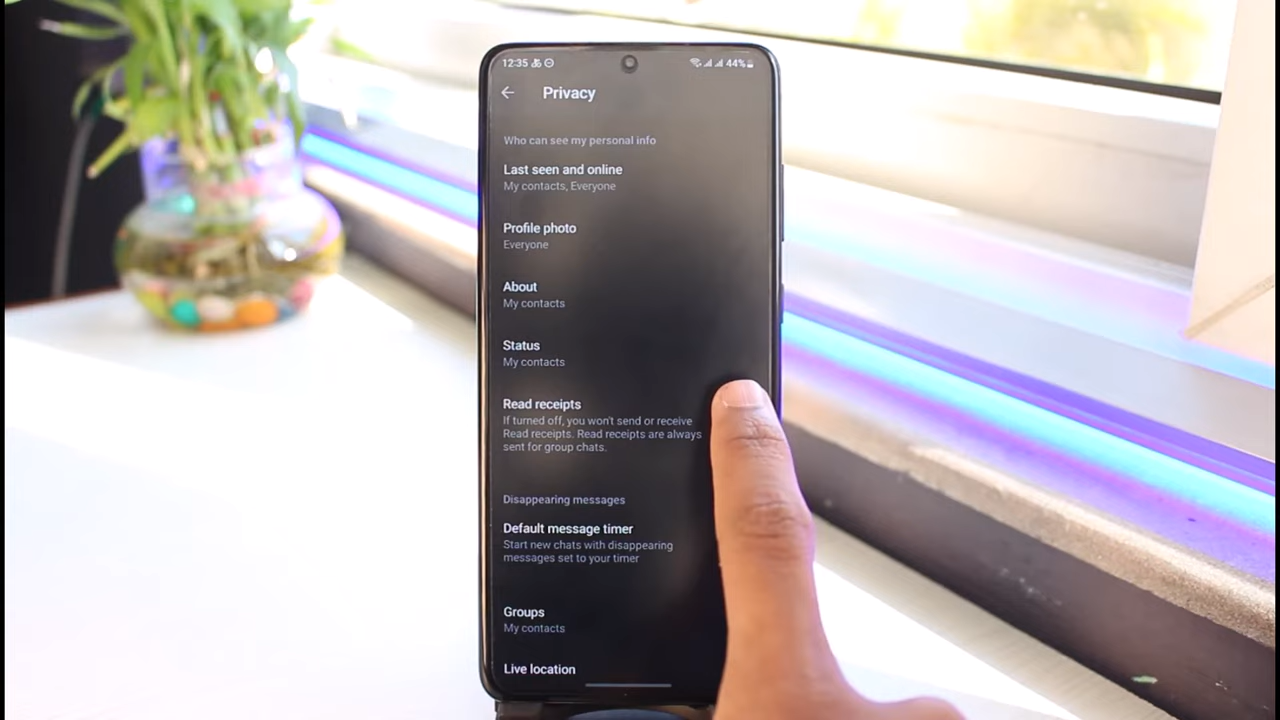 12:35 44%
Privacy
Who can see my personal info
Last seen and online
My contacts, Everyone
Profile photo
Everyone
About
My contacts
Status
My contacts
Read receipts
If turned off, you won't send or receive
Read receipts. Read receipts are always
sent for group chats.
Disappearing messages
Default message timer
Start new chats with disappearing
messages set to your timer
Groups
My contacts
Live location